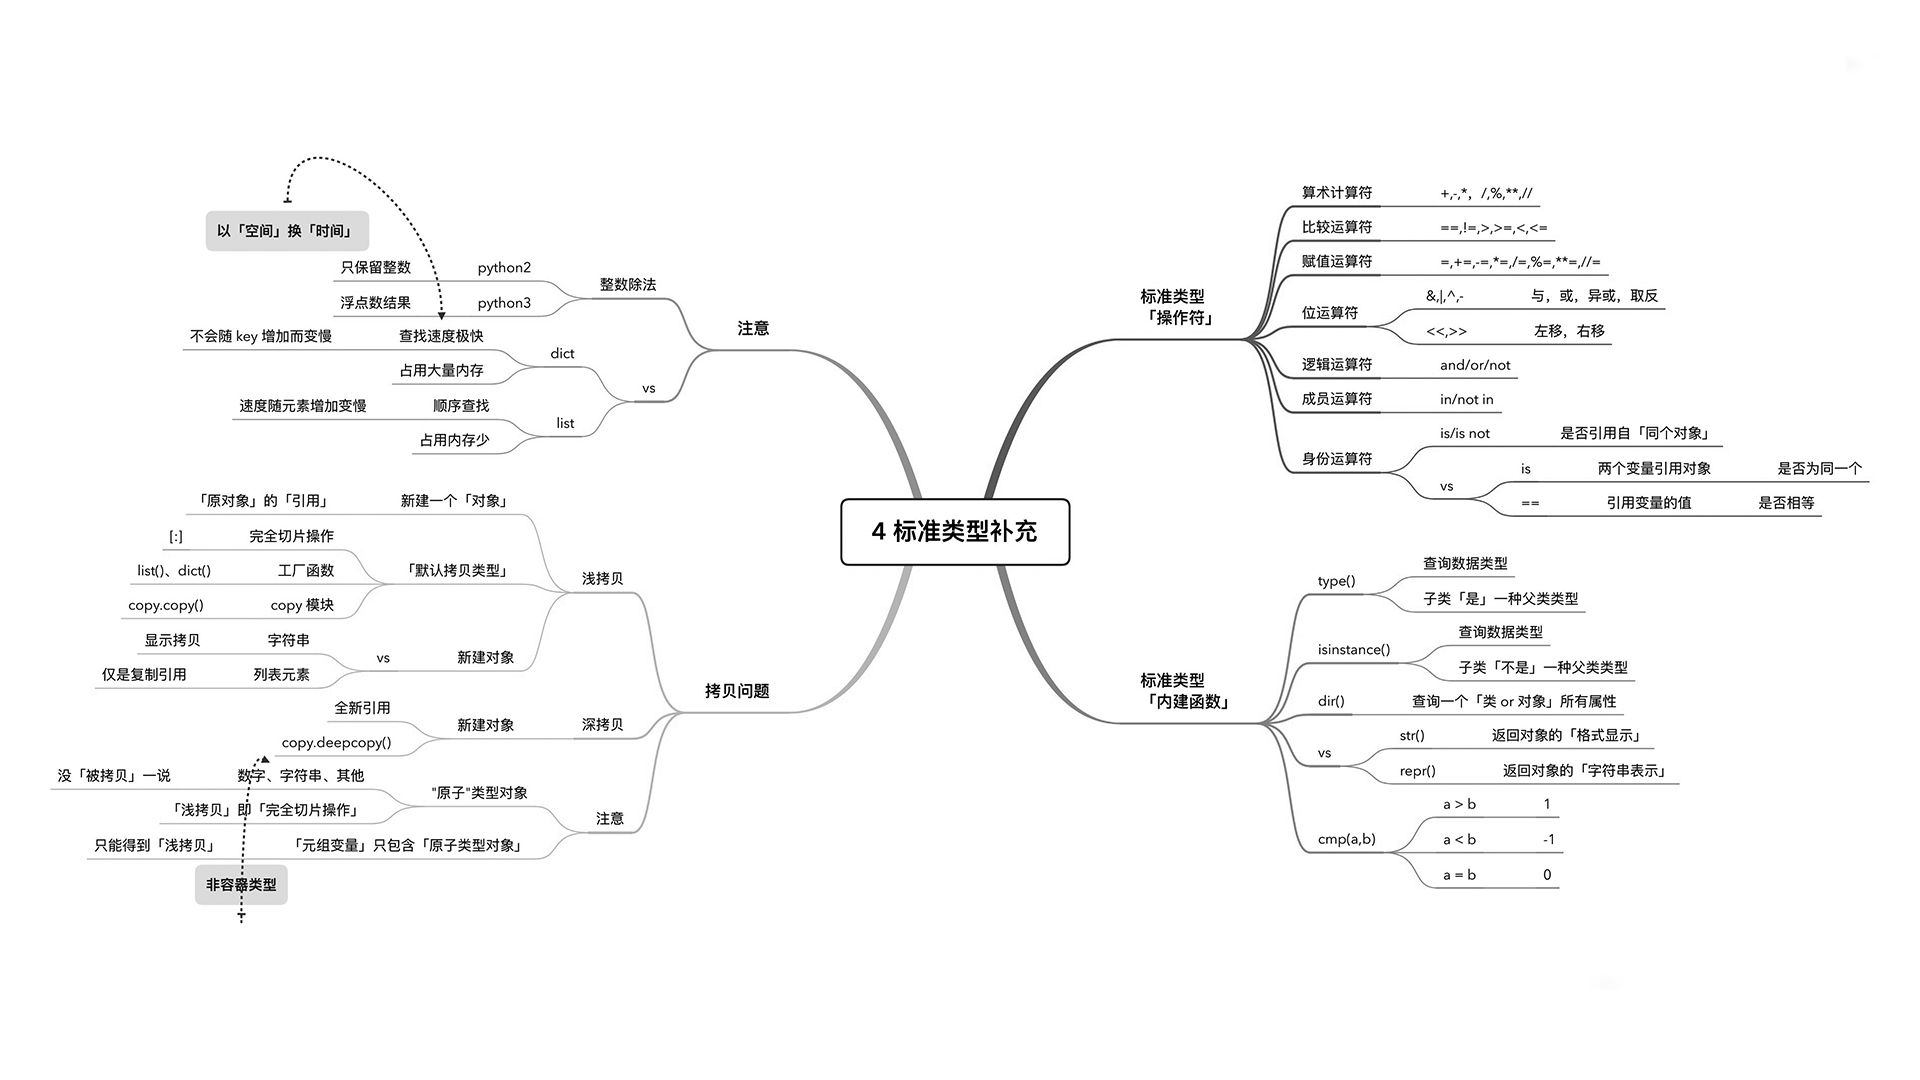 4 标准类型补充
标准类型
「操作符」
算术计算符 +,-,*，/,%,**,//
比较运算符 ==,!=,>,>=,<,<=
赋值运算符 =,+=,-=,*=,/=,%=,**=,//=
位运算符
&,|,^,- 与，或，异或，取反
<<,>> 左移，右移
逻辑运算符 and/or/not
成员运算符 in/not in
身份运算符
is/is not 是否引用自「同个对象」
vs
is 两个变量引用对象 是否为同一个
== 引用变量的值 是否相等
标准类型
「内建函数」
type()
查询数据类型
子类「是」一种父类类型
isinstance()
查询数据类型
子类「不是」一种父类类型
dir() 查询一个「类 or 对象」所有属性
vs
str() 返回对象的「格式显示」
repr() 返回对象的「字符串表示」
cmp(a,b)
a > b 1
a < b -1
a = b 0
注意
整数除法
python2 只保留整数
python3 浮点数结果
vs
dict
查找速度极快 不会随 key 增加而变慢
占用大量内存
list
顺序查找 速度随元素增加变慢
占用内存少
以「空间」换「时间」
拷贝问题
浅拷贝
新建一个「对象」 「原对象」的「引用」
「默认拷贝类型」
完全切片操作 [:]
工厂函数 list()、dict()
copy 模块 copy.copy()
新建对象
vs
字符串 显示拷贝
列表元素 仅是复制引用
深拷贝
新建对象
全新引用
copy.deepcopy()
注意
"原子"类型对象
数字、字符串、其他 没「被拷贝」一说
「浅拷贝」即「完全切片操作」
「元组变量」只包含「原子类型对象」 只能得到「浅拷贝」
非容器类型